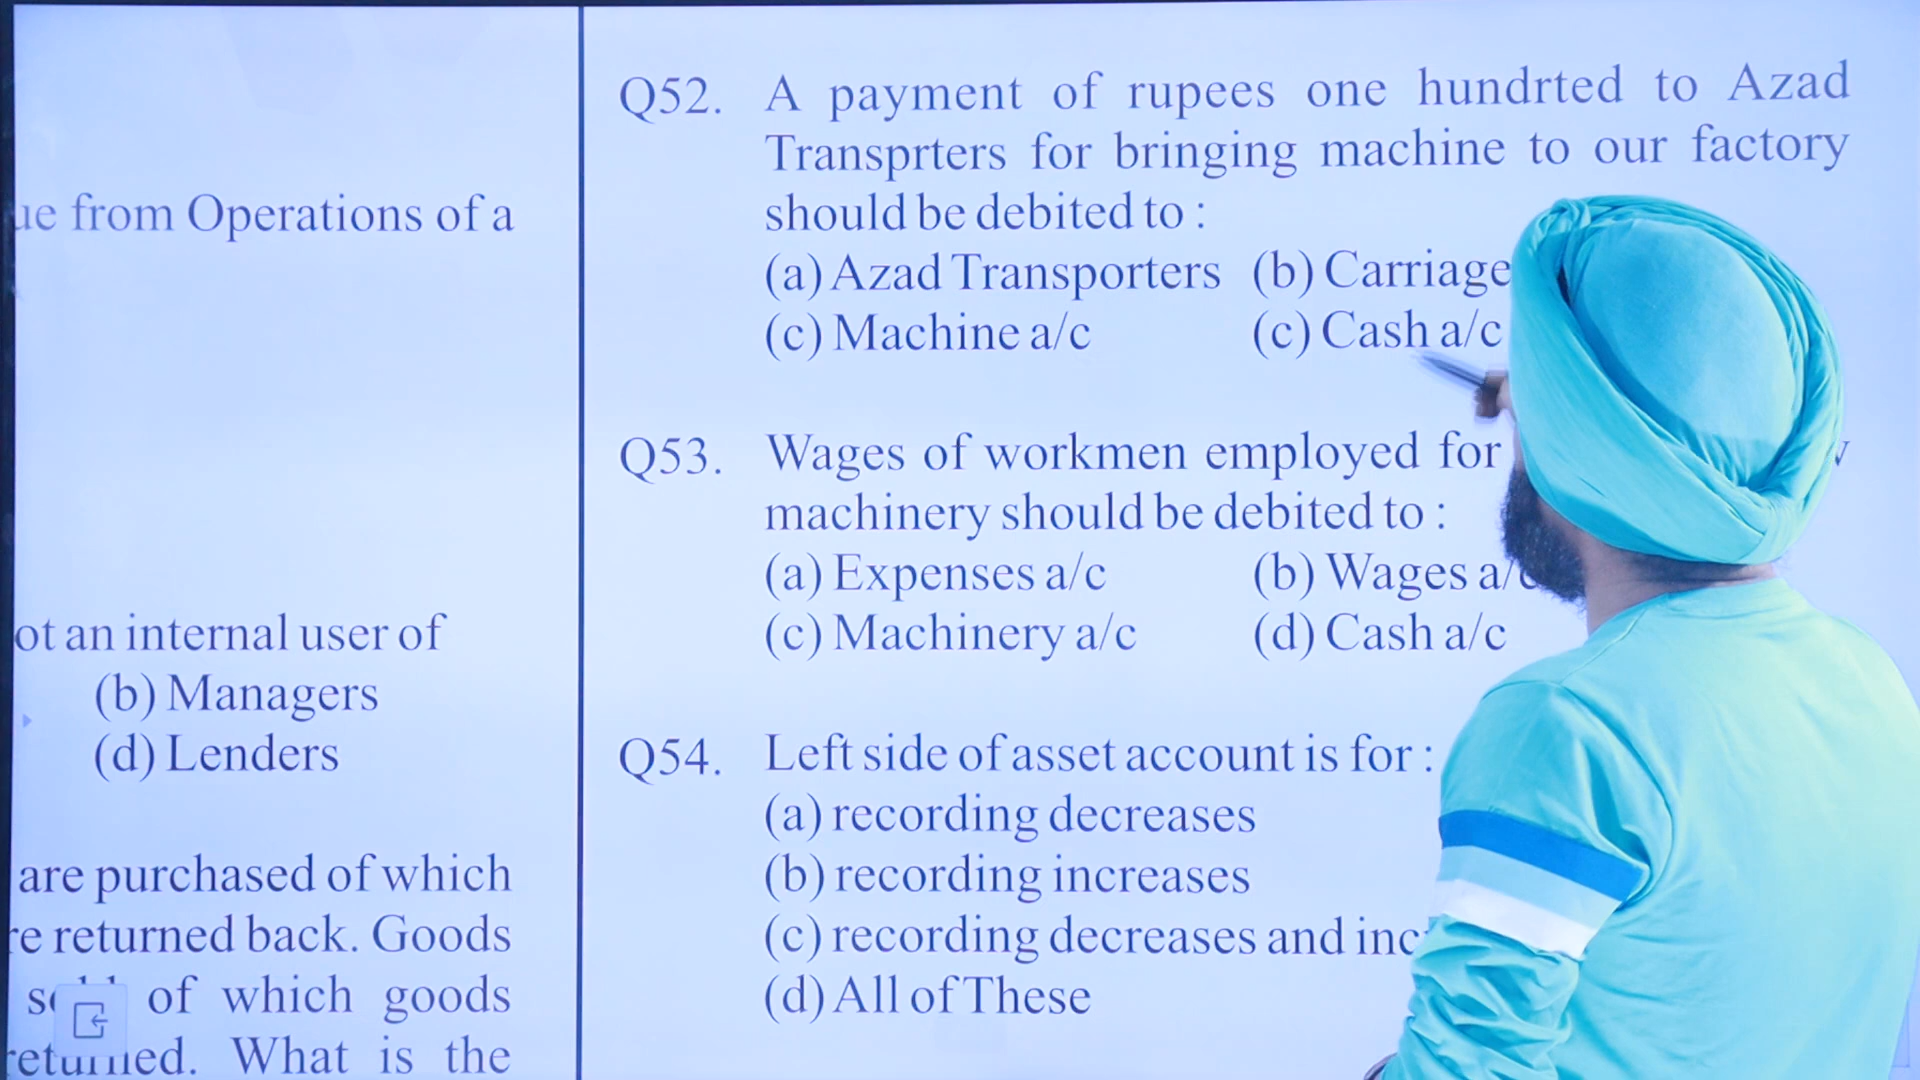 ue from Operations of a
ot an internal user of
(b) Managers
(d) Lenders
are purchased of which
re returned back. Goods
of which goods
What is the
Q52. A payment of rupees one hundrted to Azad
Transprters for bringing machine to our factory
should be debited to :
(a) Azad Transporters (b) Carriage
(c) Machine a/c (c) Cash a/c
Q53. Wages of workmen employed for
machinery should be debited to :
(a) Expenses a/c (b) Wages a/c
(c) Machinery a/c (d) Cash a/c
Q54. Left side of asset account is for :
(a) recording decreases
(b) recording increases
(c) recording decreases and inc
(d) All of These